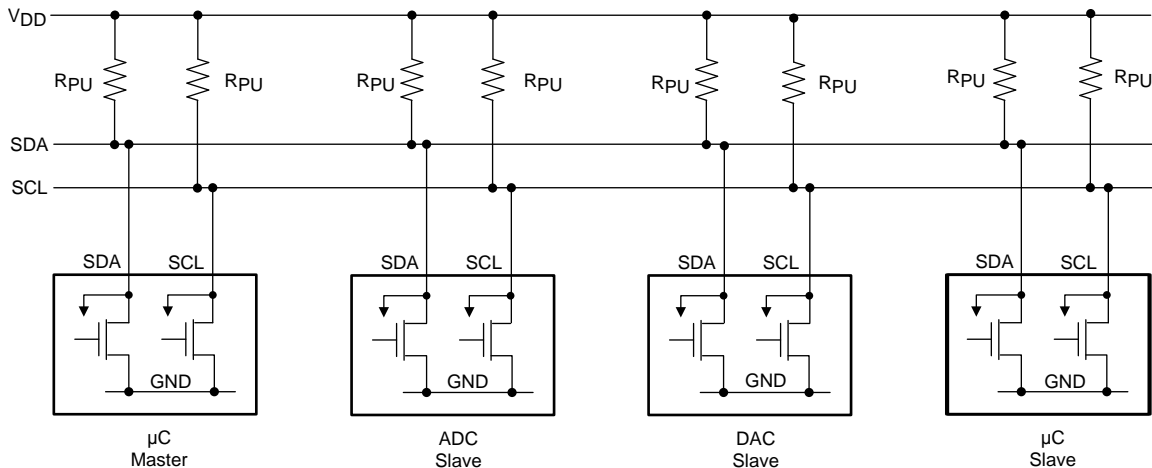 VDD
RPU RPU RPU RPU RPU RPU RPU RPU
SDA
SCL
SDA SCL SDA SCL SDA SCL SDA SCL
GND GND GND GND
µC
Master
ADC
Slave
DAC
Slave
µC
Slave